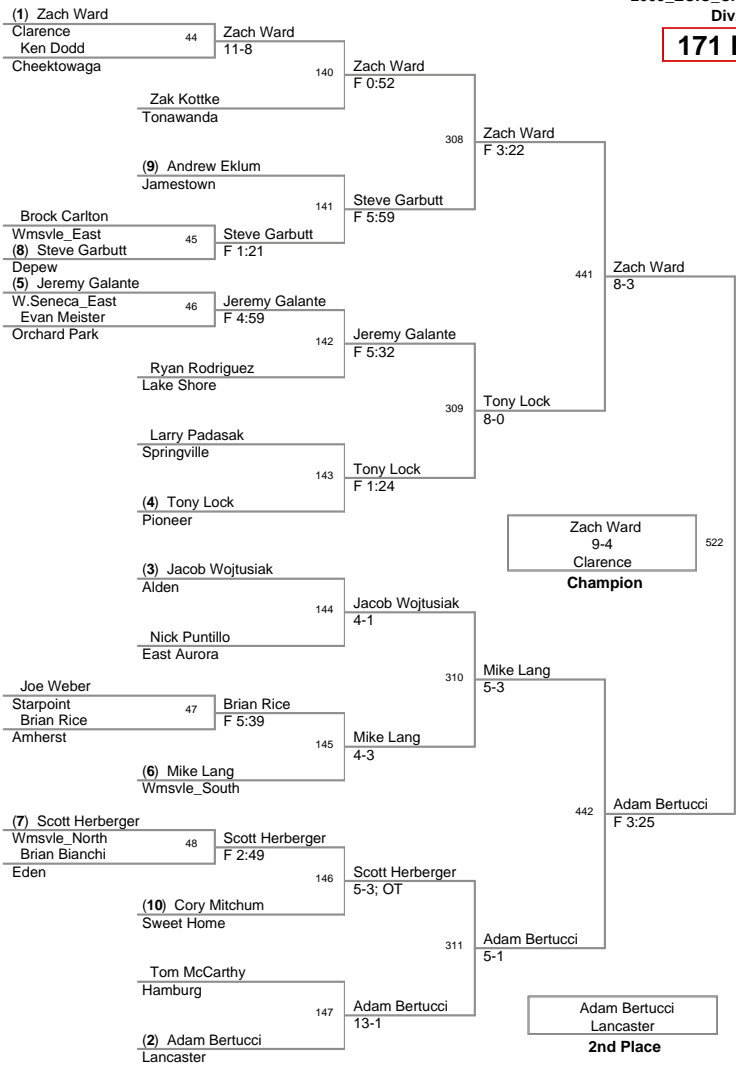 Div
171
(1) Zach Ward
Clarence
Ken Dodd
Cheektowaga
44
Zach Ward
11-8
140
Zach Ward
F 0:52
Zak Kottke
Tonawanda
308
Zach Ward
F 3:22
(9) Andrew Eklum
Jamestown
141
Steve Garbutt
F 5:59
Brock Carlton
Wmsvle_East
(8) Steve Garbutt
Depew
45
Steve Garbutt
F 1:21
441
Zach Ward
8-3
(5) Jeremy Galante
W.Seneca_East
Evan Meister
Orchard Park
46
Jeremy Galante
F 4:59
142
Jeremy Galante
F 5:32
Ryan Rodriguez
Lake Shore
309
Tony Lock
8-0
Larry Padasak
Springville
143
Tony Lock
F 1:24
(4) Tony Lock
Pioneer
Zach Ward
9-4
Clarence
522
Champion
(3) Jacob Wojtusiak
Alden
144
Jacob Wojtusiak
4-1
Nick Puntillo
East Aurora
310
Mike Lang
5-3
Joe Weber
Starpoint
Brian Rice
Amherst
47
Brian Rice
F 5:39
145
Mike Lang
4-3
(6) Mike Lang
Wmsvle_South
442
Adam Bertucci
F 3:25
(7) Scott Herberger
Wmsvle_North
Brian Bianchi
Eden
48
Scott Herberger
F 2:49
146
Scott Herberger
5-3; OT
(10) Cory Mitchum
Sweet Home
311
Adam Bertucci
5-1
Tom McCarthy
Hamburg
147
Adam Bertucci
13-1
(2) Adam Bertucci
Lancaster
Adam Bertucci
Lancaster
2nd Place